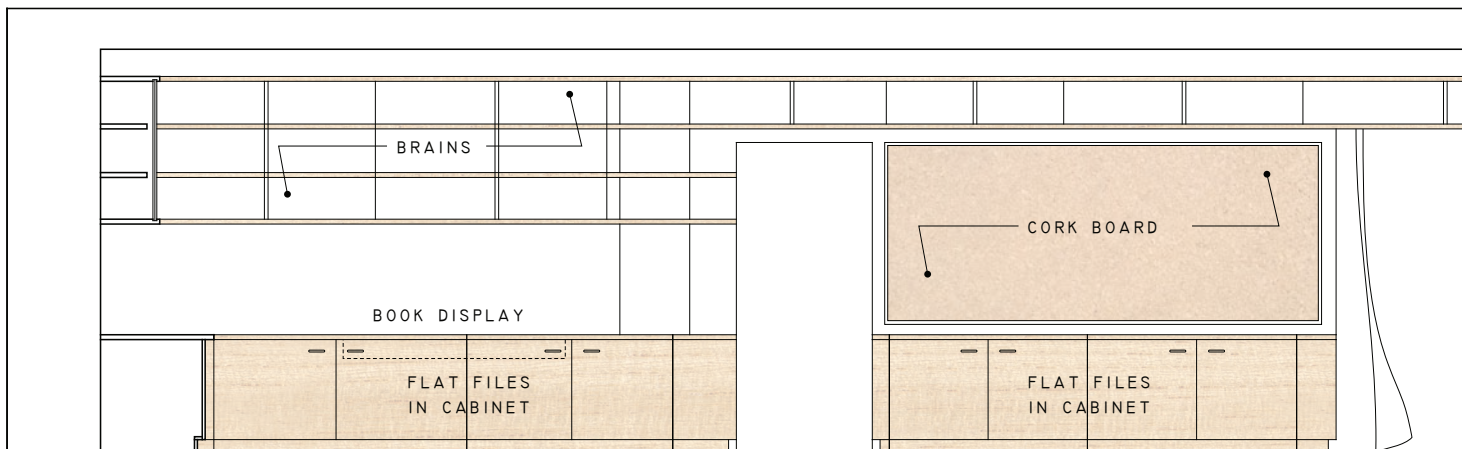 BRAINS
CORK BOARD
BOOK DISPLAY
FLAT FILES
IN CABINET
FLAT FILES
IN CABINET